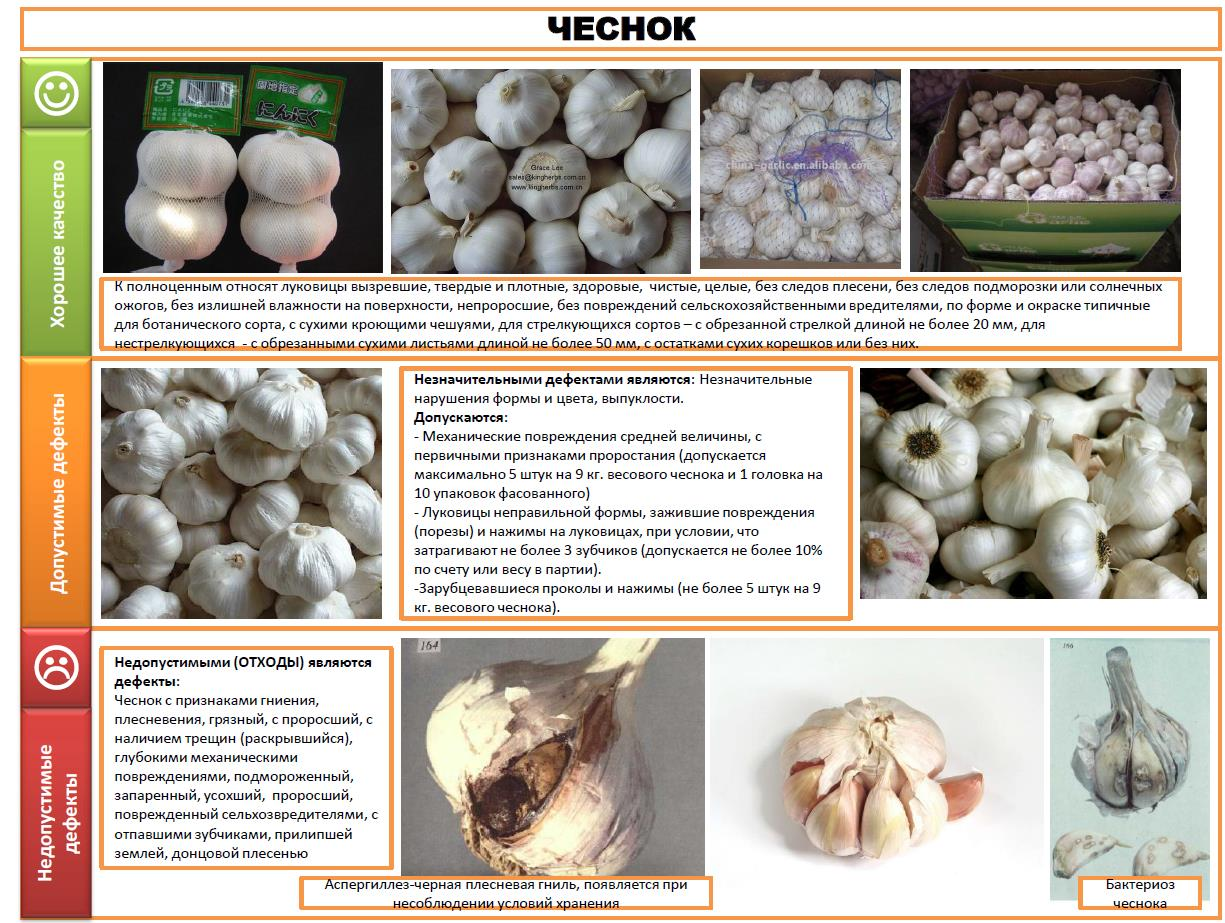 ЧЕСНОК
Хорошее качество
園地指定
にんにく
Grace Lee
sales@kingherbs.com.cn
www.kingherbs.com.cn
china-garlic.en.alibaba.com
К полноценным относят луковицы вызревшие, твердые и плотные, здоровые, чистые, целые, без следов плесени, без следов подморозки или солнечных
ожогов, без излишней влажности на поверхности, непроросшие, без повреждений сельскохозяйственными вредителями, по форме и окраске типичные
для ботанического сорта, с сухими кроющими чешуями, для стрелкующихся сортов – с обрезанной стрелкой длиной не более 20 мм, для
нестрелкующихся - с обрезанными сухими листьями длиной не более 50 мм, с остатками сухих корешков или без них.
Допустимые дефекты
Незначительными дефектами являются: Незначительные
нарушения формы и цвета, выпуклости.
Допускаются:
- Механические повреждения средней величины, с
первичными признаками проростания (допускается
максимально 5 штук на 9 кг. весового чеснока и 1 головка на
10 упаковок фасованного)
- Луковицы неправильной формы, зажившие повреждения
(порезы) и нажимы на луковицах, при условии, что
затрагивают не более 3 зубчиков (допускается не более 10%
по счету или весу в партии).
-Зарубцевавшиеся проколы и нажимы (не более 5 штук на 9
кг. весового чеснока).
Недопустимые
дефекты
Недопустимыми (ОТХОДЫ) являются
дефекты:
Чеснок с признаками гниения,
плесневения, грязный, с проросший, с
наличием трещин (раскрывшийся),
глубокими механическими
повреждениями, подмороженный,
запаренный, усохший, проросший,
поврежденный сельхозвредителями, с
отпавшими зубчиками, прилипшей
землей, донцовой плесенью
164
Аспергиллез-черная плесневая гниль, появляется при
несоблюдении условий хранения
166
Бактериоз
чеснока